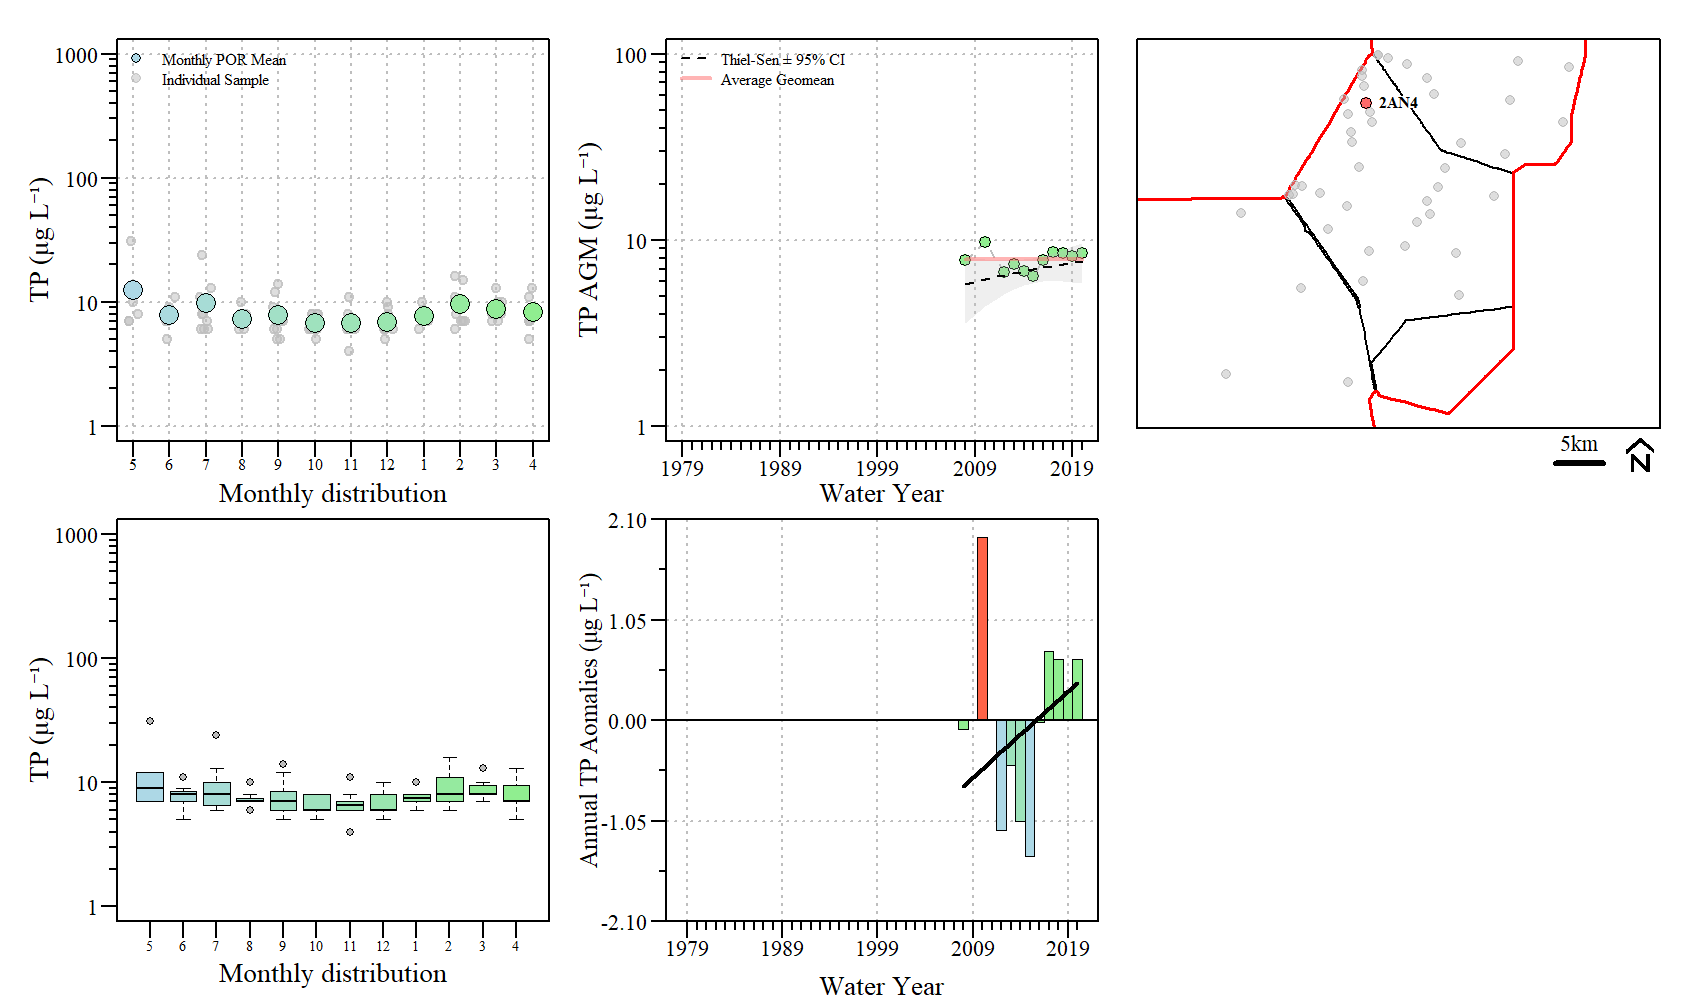 1000
100
10
1
TP (µg L⁻¹)
Monthly POR Mean
Individual Sample
5 6 7 8 9 10 11 12 1 2 3 4
Monthly distribution
100
10
1
TP AGM (µg L⁻¹)
Thiel-Sen ± 95% CI
Average Geomean
1979 1989 1999 2009 2019
Water Year
2AN4
5km
N
1000
100
10
1
TP (µg L⁻¹)
5 6 7 8 9 10 11 12 1 2 3 4
Monthly distribution
2.10
1.05
0.00
-1.05
-2.10
Annual TP Aomalies (µg L⁻¹)
1979 1989 1999 2009 2019
Water Year